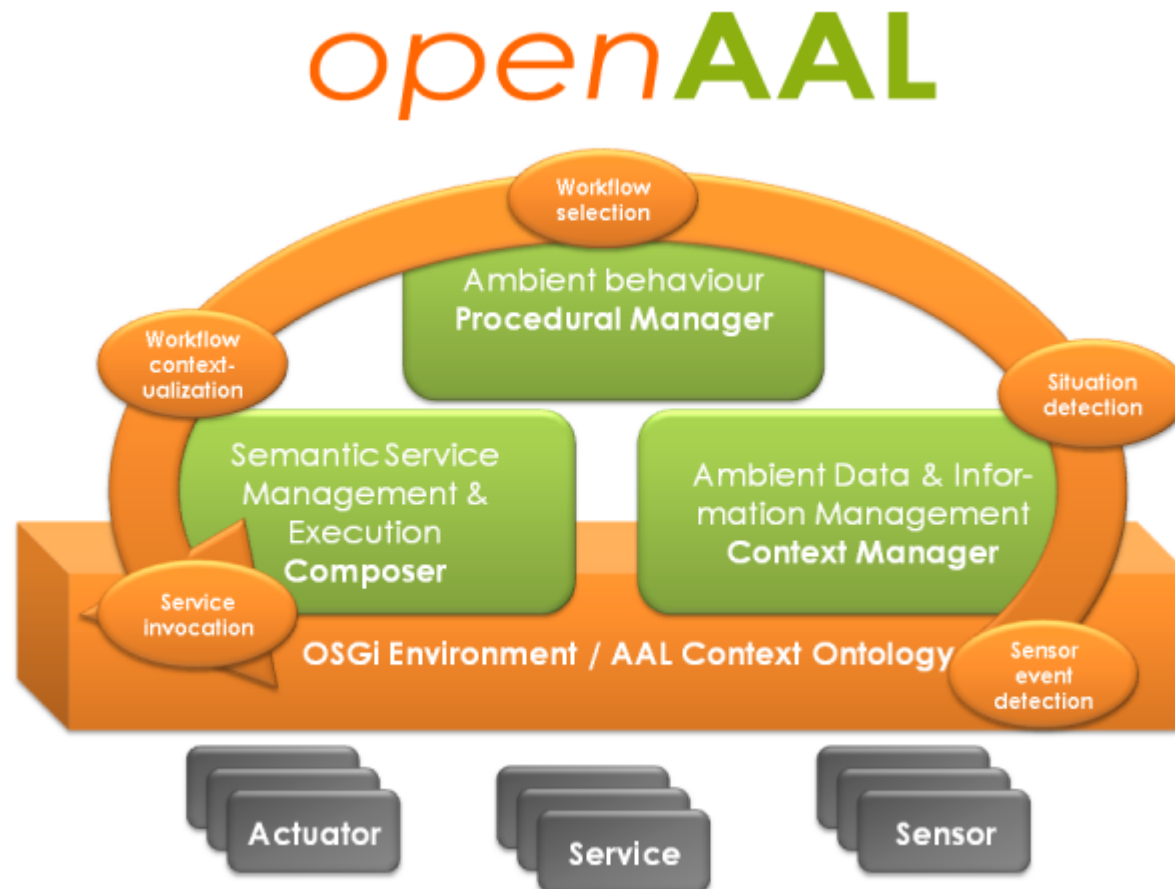 openAAL
Workflow
selection
Ambient behaviour
Procedural Manager
Workflow
context-
ualization
Situation
detection
Semantic Service
Management &
Execution
Composer
Ambient Data & Infor-
mation Management
Context Manager
Service
invocation
OSGi Environment / AAL Context Ontology
Sensor
event
detection
Actuator
Service
Sensor